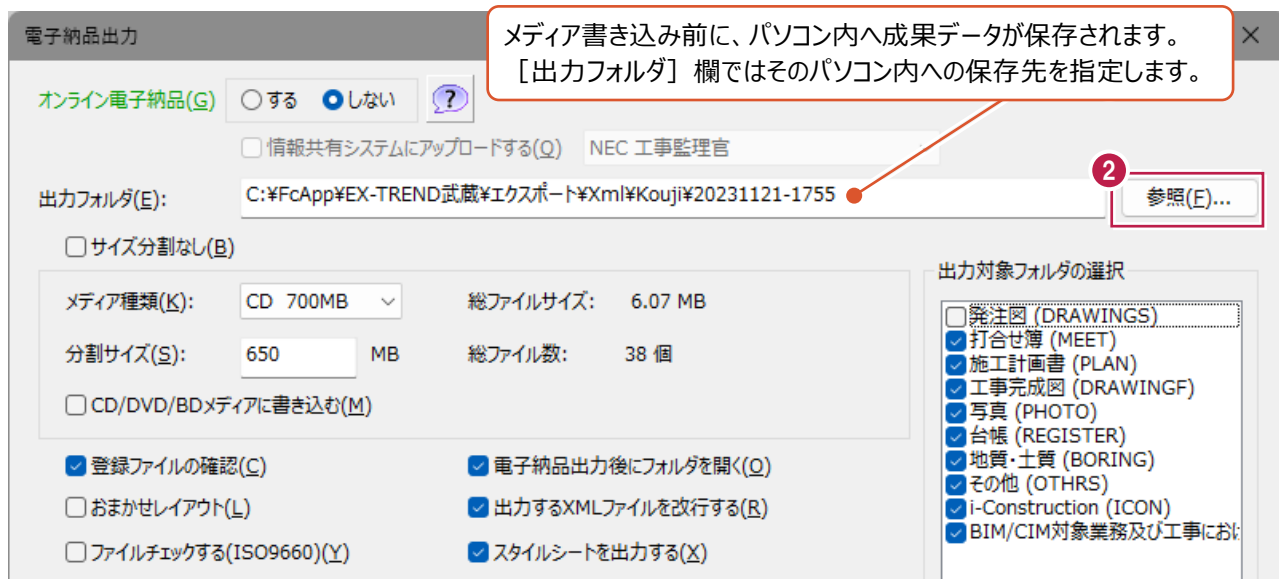 電子納品出力
メディア書き込み前に、パソコン内へ成果データが保存されます。
［出力フォルダ］欄ではそのパソコン内への保存先を指定します。
オンライン電子納品(G) する しない ?
情報共有システムにアップロードする(Q) NEC 工事監理官
2
出力フォルダ(E): C:¥FcApp¥EX-TREND武蔵¥エクスポート¥Xml¥Kouji¥20231121-1755 参照(F)...
サイズ分割なし(B)
メディア種類(K): CD 700MB 総ファイルサイズ: 6.07 MB
分割サイズ(S): 650 MB 総ファイル数: 38 個
CD/DVD/BDメディアに書き込む(M)
登録ファイルの確認(C) 電子納品出力後にフォルダを開く(O)
おまかせレイアウト(L) 出力するXMLファイルを改行する(R)
ファイルチェックする(ISO9660)(Y) スタイルシートを出力する(X)
出力対象フォルダの選択
発注図 (DRAWINGS)
打合せ簿 (MEET)
施工計画書 (PLAN)
工事完成図 (DRAWINGF)
写真 (PHOTO)
台帳 (REGISTER)
地質・土質 (BORING)
その他 (OTHRS)
i-Construction (ICON)
BIM/CIM対象業務及び工事にお